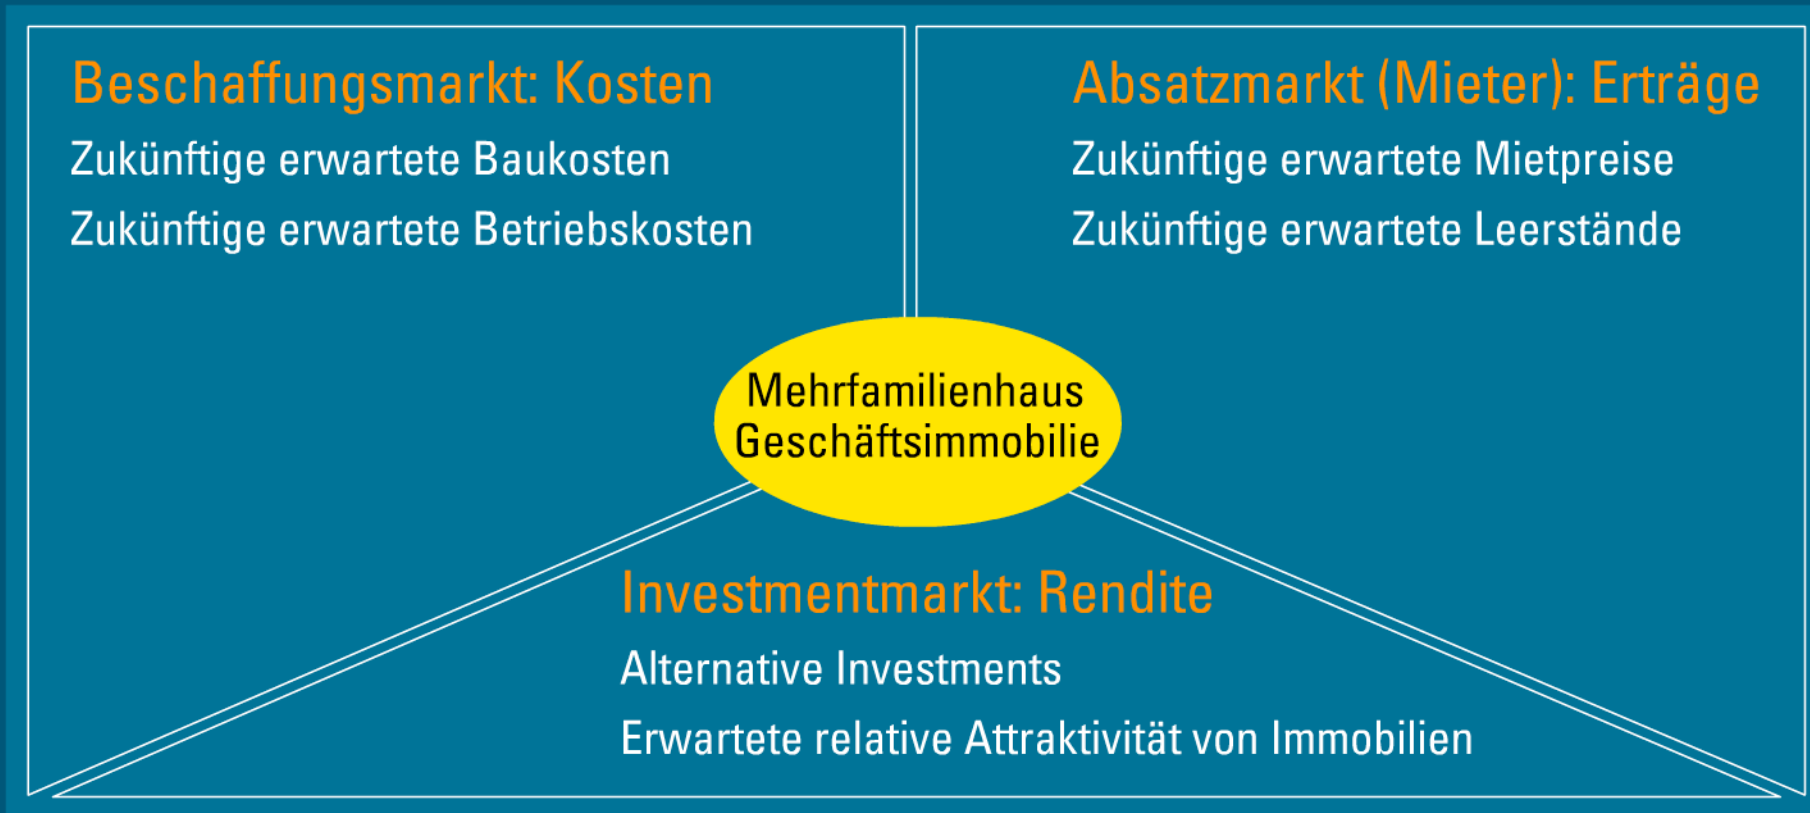 Beschaffungsmarkt: Kosten
Zukünftige erwartete Baukosten
Zukünftige erwartete Betriebskosten
Absatzmarkt (Mieter): Erträge
Zukünftige erwartete Mietpreise
Zukünftige erwartete Leerstände
Mehrfamilienhaus
Geschäftsimmobilie
Investmentmarkt: Rendite
Alternative Investments
Erwartete relative Attraktivität von Immobilien